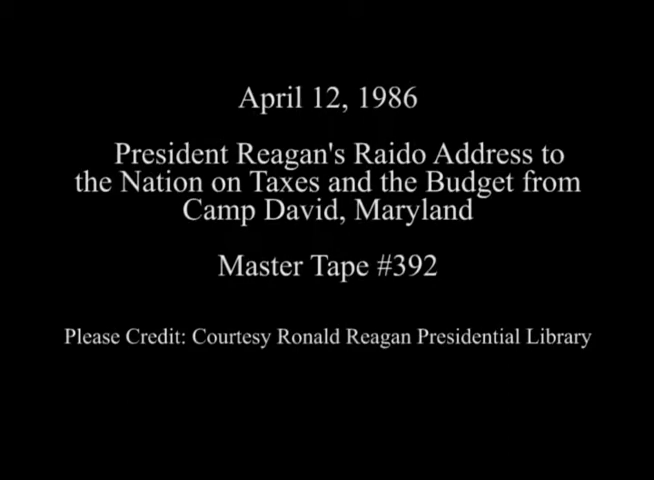 April 12, 1986
President Reagan's Raido Address to
the Nation on Taxes and the Budget from
Camp David, Maryland
Master Tape #392
Please Credit: Courtesy Ronald Reagan Presidential Library